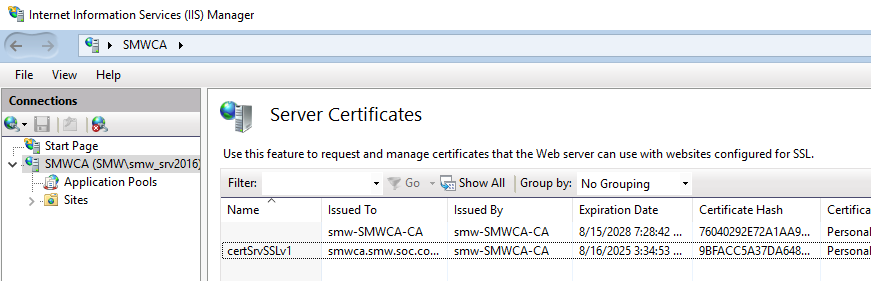 Internet Information Services (IIS) Manager
SMWCA
File View Help
Connections
Start Page
SMWCA (SMW\smw_srv2016)
Application Pools
Sites
Server Certificates
Use this feature to request and manage certificates that the Web server can use with websites configured for SSL.
Filter: Go Show All Group by: No Grouping
Name Issued To Issued By Expiration Date Certificate Hash Certifica
smw-SMWCA-CA smw-SMWCA-CA 8/15/2028 7:28:42 ... 76040292E72A1AA9... Personal
certSrvSSLv1 smwca.smw.soc.co... smw-SMWCA-CA 8/16/2025 3:34:53 ... 9BFACC5A37DA648... Personal